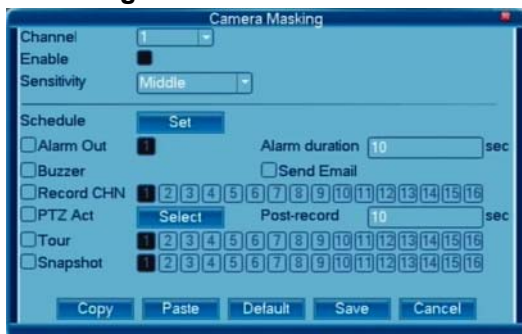 Camera Masking
Channel 1
Enable
Sensitivity Middle
Schedule Set
Alarm Out 1 Alarm duration 10 sec
Buzzer Send Email
Record CHN 1 2 3 4 5 6 7 8 9 10 11 12 13 14 15 16
PTZ Act Select Post-record 10 sec
Tour 1 2 3 4 5 6 7 8 9 10 11 12 13 14 15 16
Snapshot 1 2 3 4 5 6 7 8 9 10 11 12 13 14 15 16
Copy Paste Default Save Cancel